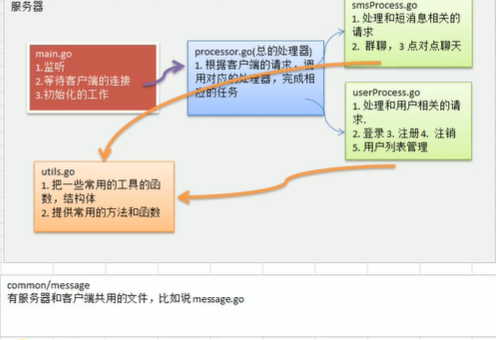 服务器
smsProcess.go
1. 处理和短消息相关的
请求
2. 群聊，3 点对点聊天
main.go
1.监听
2.等待客户端的连接
3.初始化的工作
processor.go(总的处理器)
1. 根据客户端的请求，调
用对应的处理器，完成相
应的任务
userProcess.go
1. 处理和用户相关的请
求.
2. 登录 3. 注册4. 注销
5. 用户列表管理
utils.go
1. 把一些常用的工具的函
数，结构体
2. 提供常用的方法和函数
common/message
有服务器和客户端共用的文件，比如说 message.go